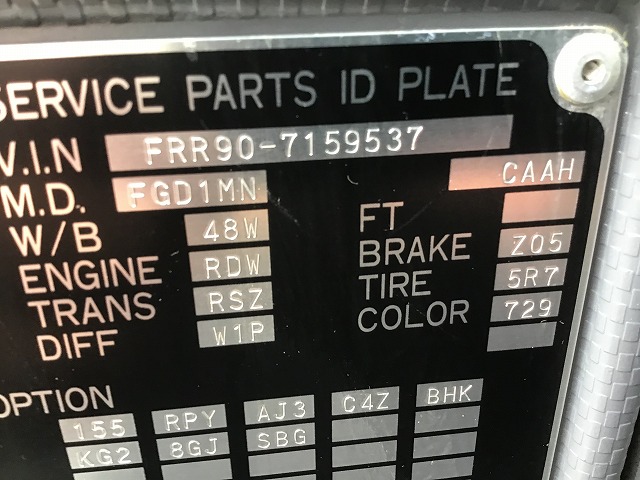 SERVICE PARTS ID PLATE
V.I.N FRR90-7159537
M.D. FGD1MN CAAH
W/B 48W FT
ENGINE RDW BRAKE Z05
TRANS RSZ TIRE 5R7
DIFF W1P COLOR 729
OPTION
155 RPY AJ3 C4Z BHK
KG2 8GJ SBG